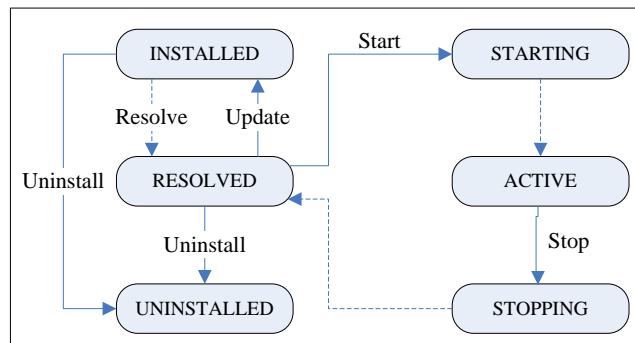 INSTALLED
Start
STARTING
Resolve
Update
Uninstall
RESOLVED
ACTIVE
Uninstall
Stop
UNINSTALLED
STOPPING